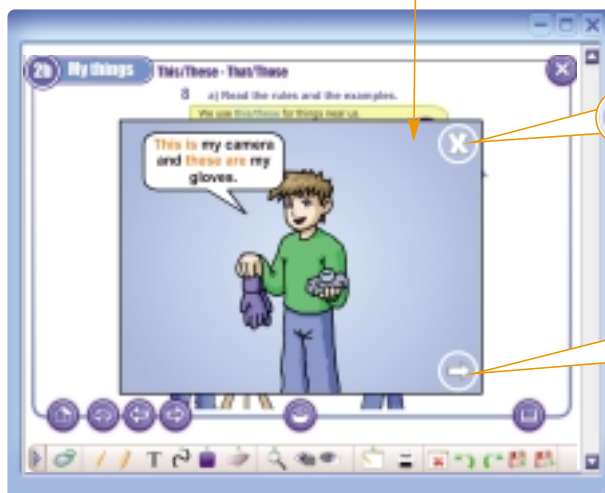 2b My things This/These - That/Those
8 a) Read the rules and the examples.
We use this/these for things near us.
This is my camera
and these are my
gloves.
T